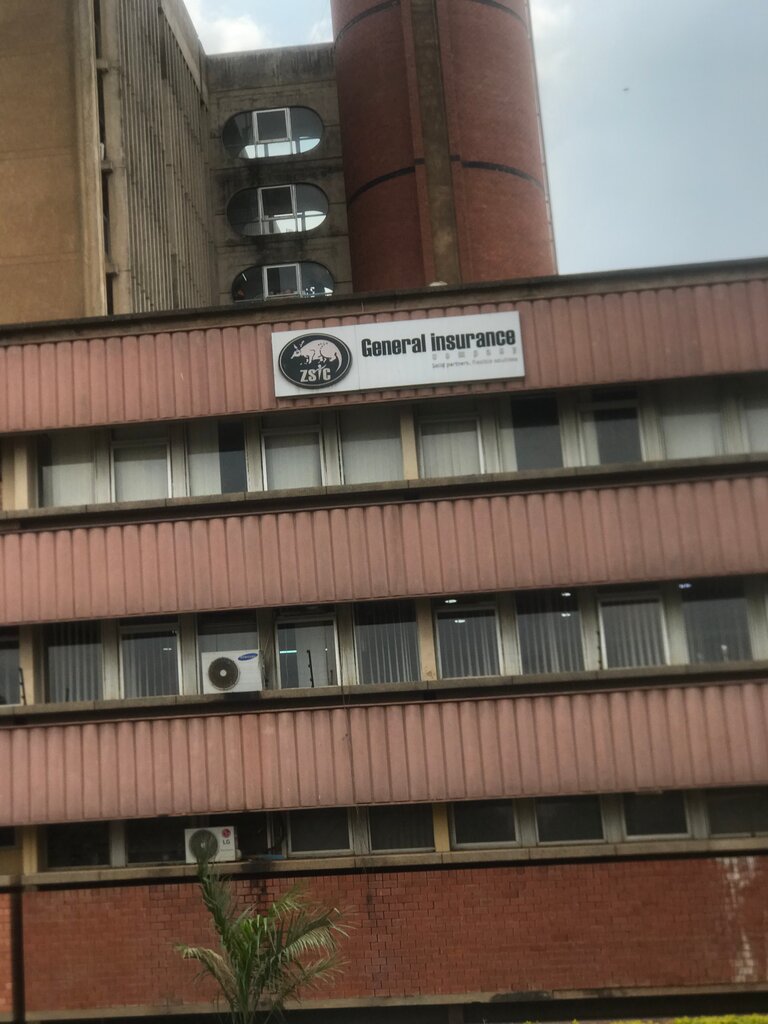 ZSIC
General insurance
company
Solid partners. Flexible solutions
SAMSUNG
LG